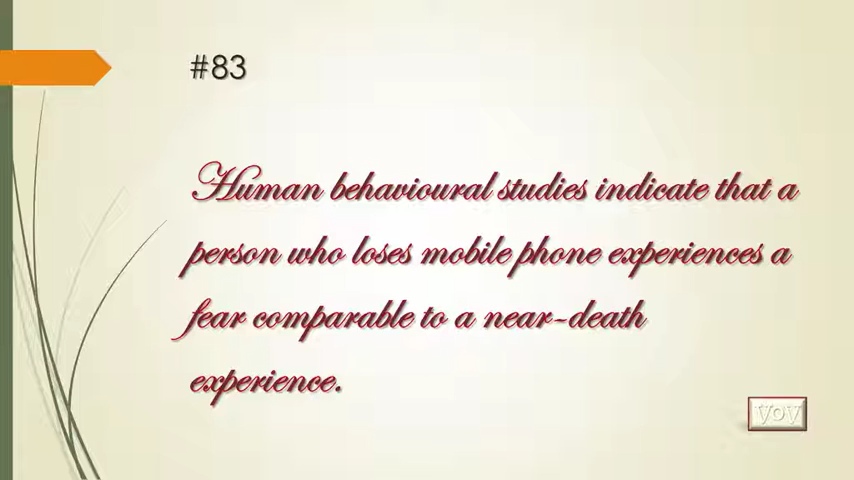 #83
Human behavioural studies indicate that a
person who loses mobile phone experiences a
fear comparable to a near-death
experience.
VOV